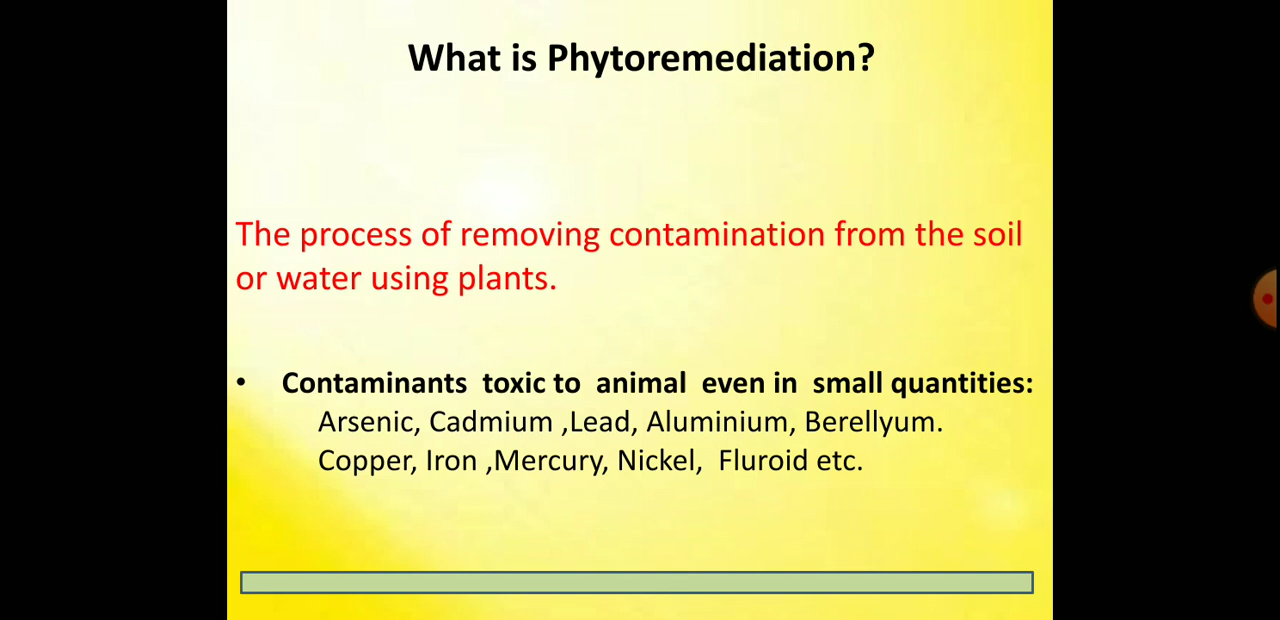 What is Phytoremediation?
The process of removing contamination from the soil
or water using plants.
• Contaminants toxic to animal even in small quantities:
Arsenic, Cadmium ,Lead, Aluminium, Berellyum.
Copper, Iron ,Mercury, Nickel, Fluroid etc.